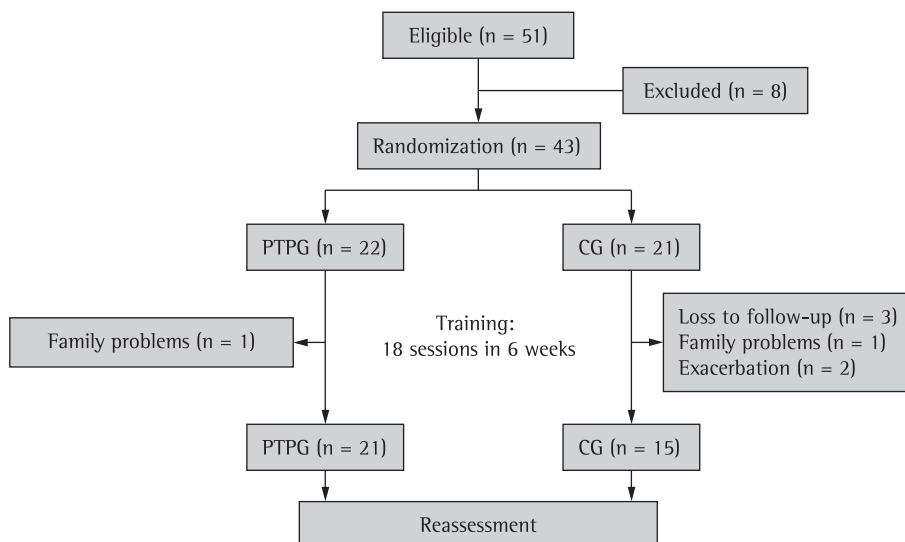 Eligible (n = 51)
Excluded (n = 8)
Randomization (n = 43)
PTPG (n = 22)
CG (n = 21)
Training:
18 sessions in 6 weeks
Family problems (n = 1)
Loss to follow-up (n = 3)
Family problems (n = 1)
Exacerbation (n = 2)
PTPG (n = 21)
CG (n = 15)
Reassessment